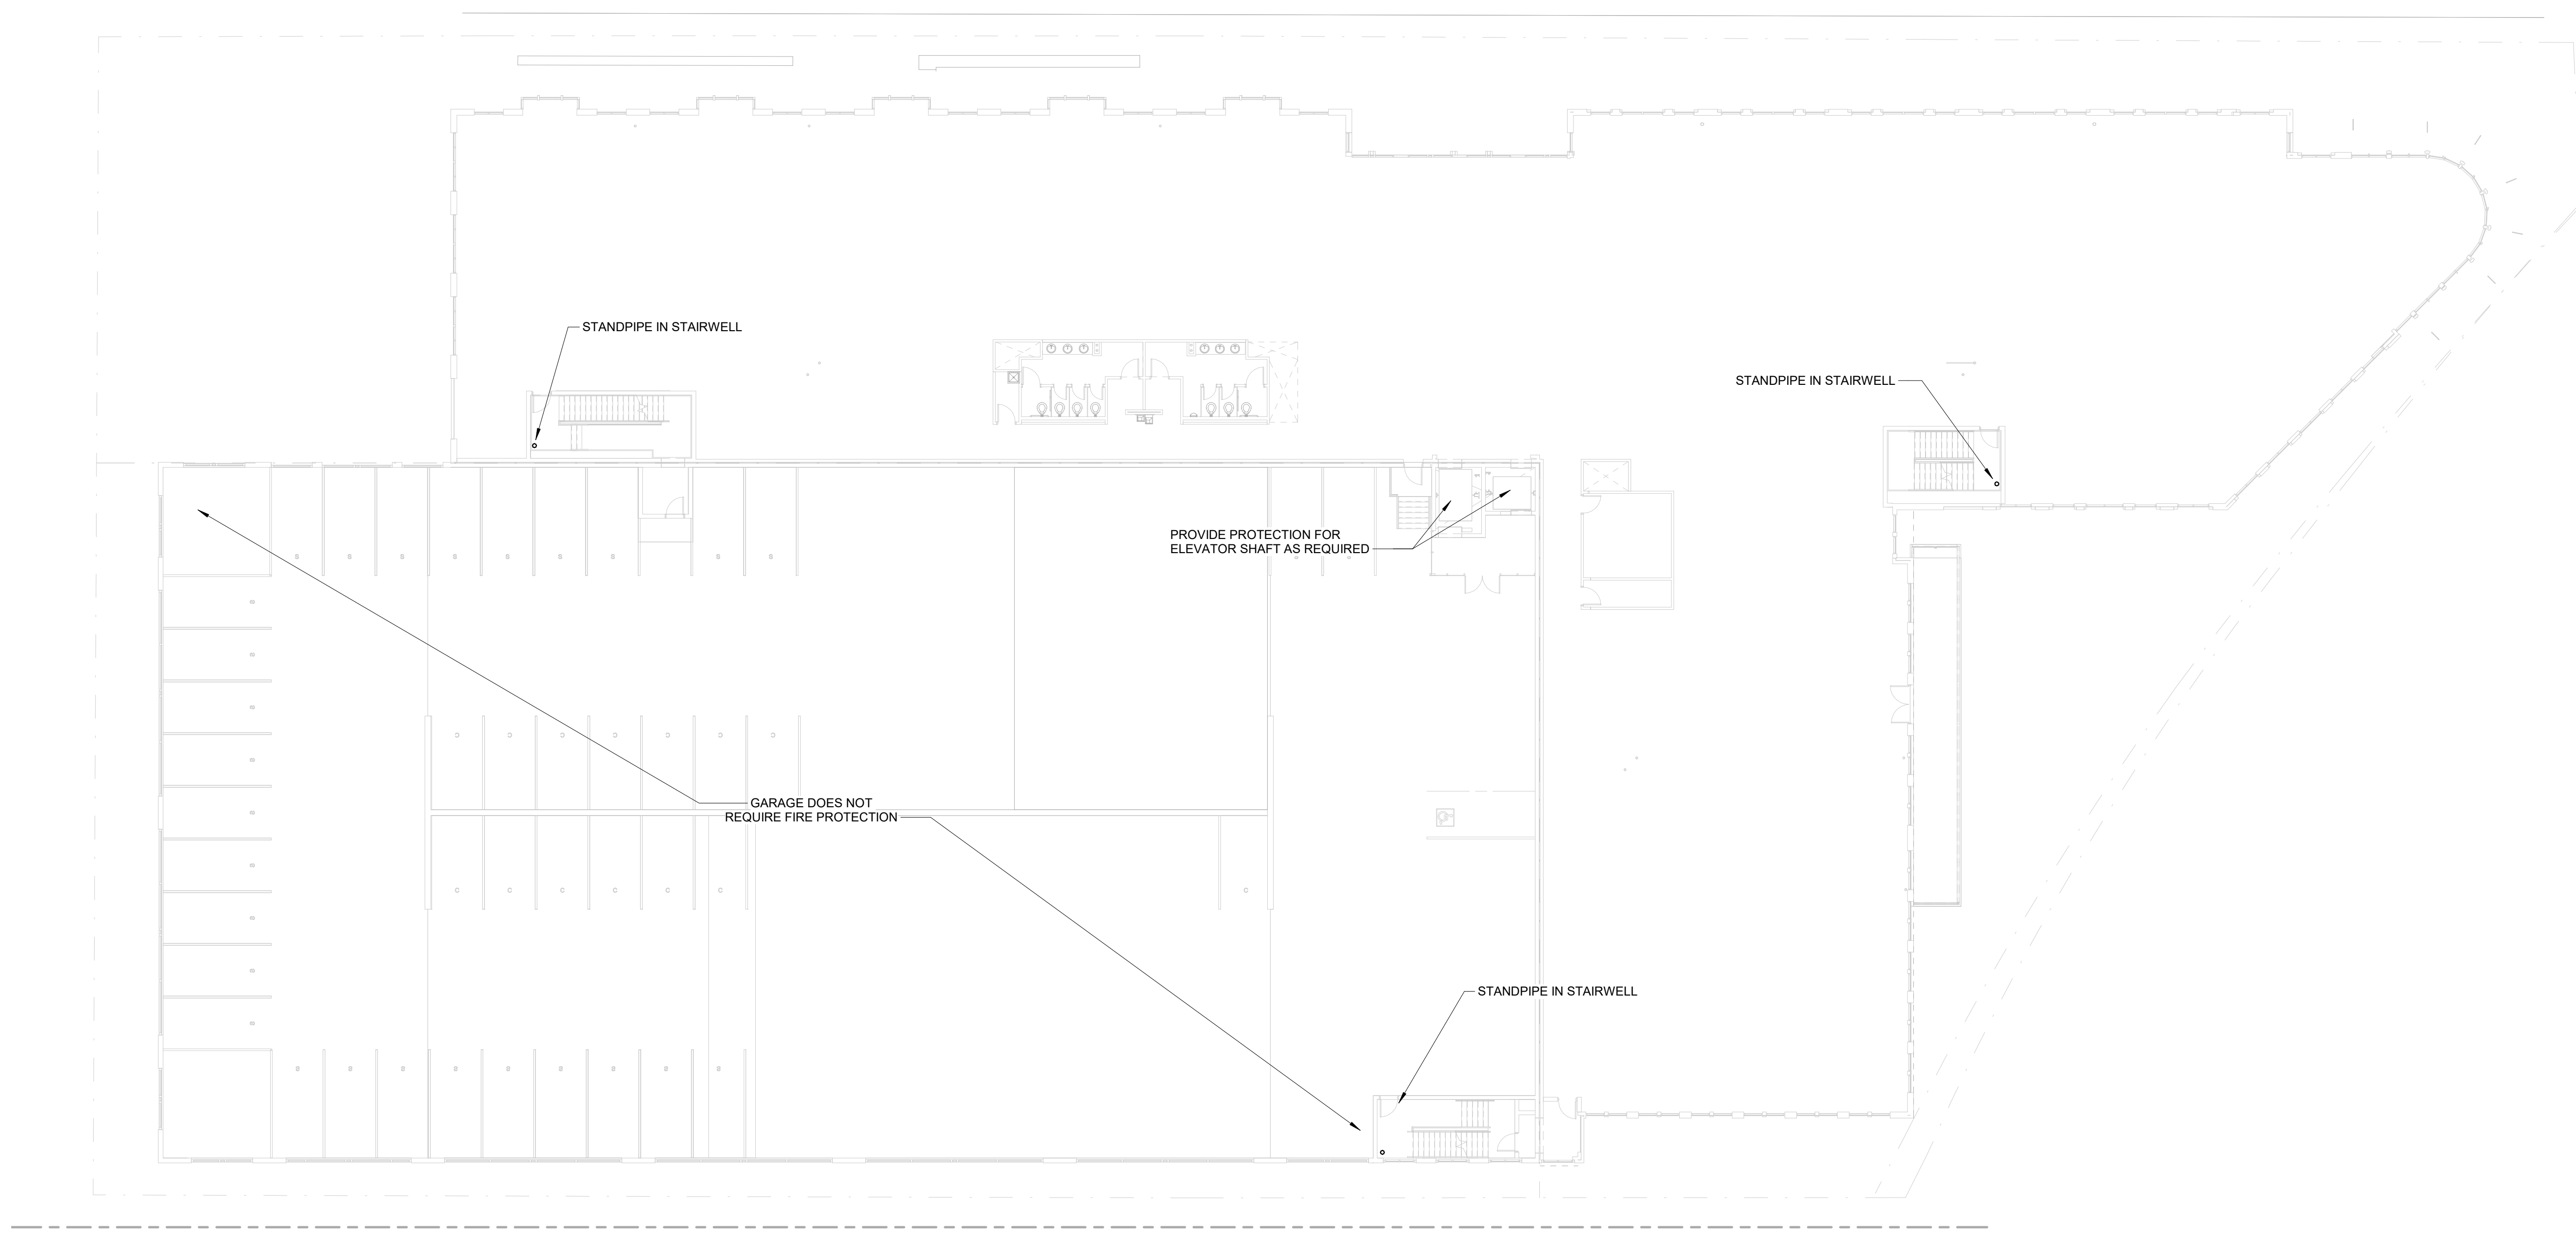 STANDPIPE IN STAIRWELL
STANDPIPE IN STAIRWELL
PROVIDE PROTECTION FOR
ELEVATOR SHAFT AS REQUIRED
GARAGE DOES NOT
REQUIRE FIRE PROTECTION
STANDPIPE IN STAIRWELL